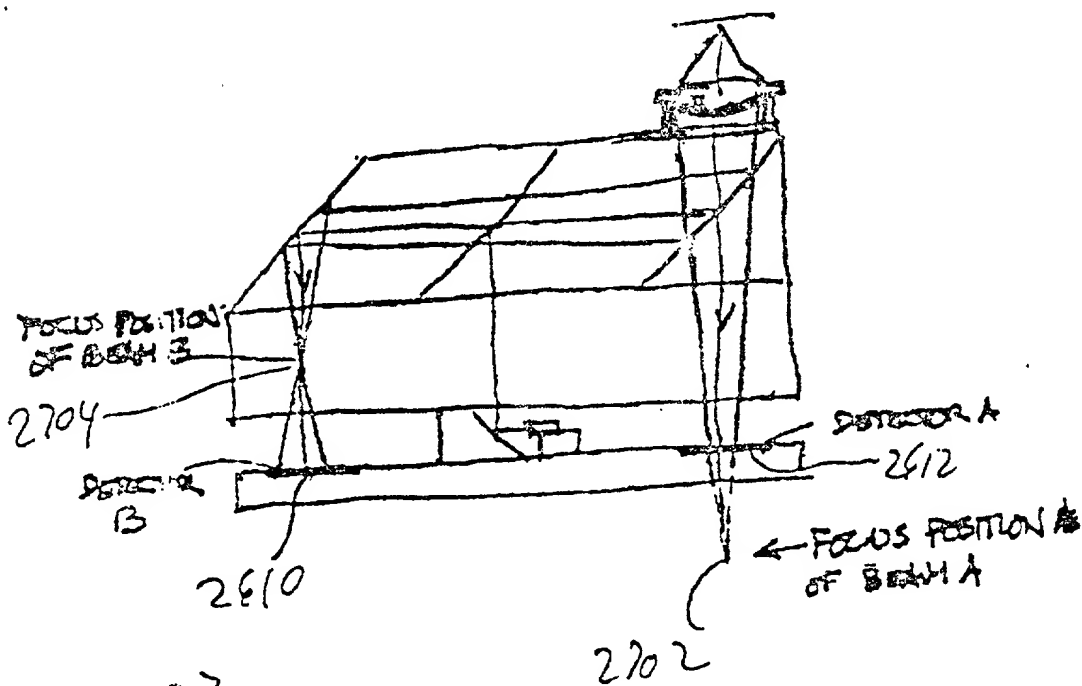 FOCUS POSITION
OF BEAM B
2704
DETECTOR A
2612
DETECTOR
B
FOCUS POSITION
OF BEAM A
2610
2702